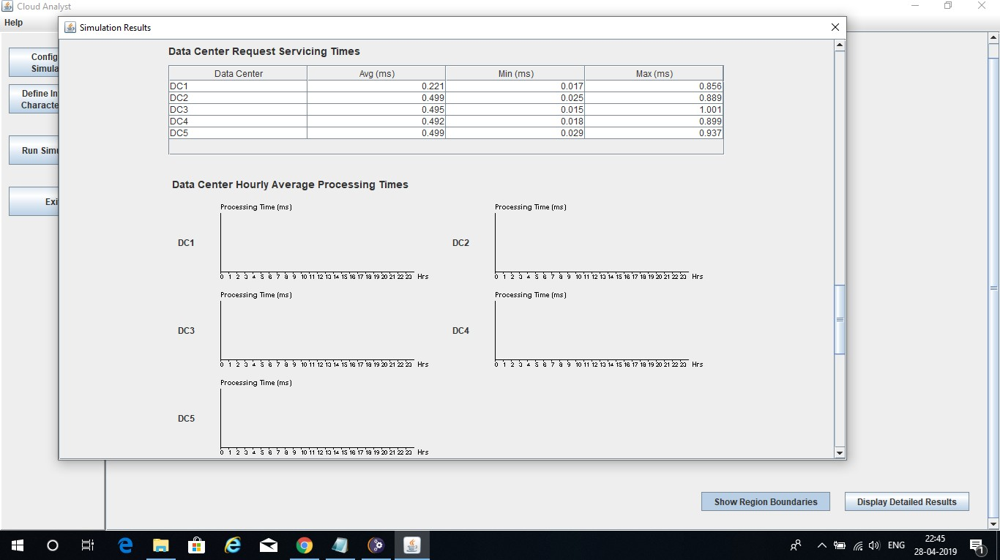 Cloud Analyst
Help
Simulation Results
Config
Simula
Define In
Characte
Run Simu
Exi
Data Center Request Servicing Times
Data Center Avg (ms) Min (ms) Max (ms)
DC1 0.221 0.017 0.856
DC2 0.499 0.025 0.889
DC3 0.495 0.015 1.001
DC4 0.492 0.018 0.899
DC5 0.499 0.029 0.937
Data Center Hourly Average Processing Times
Processing Time (ms) Processing Time (ms)
DC1 DC2
0 1 2 3 4 5 6 7 8 9 10 11 12 13 14 15 16 17 18 19 20 21 22 23 Hrs 0 1 2 3 4 5 6 7 8 9 10 11 12 13 14 15 16 17 18 19 20 21 22 23 Hrs
Processing Time (ms) Processing Time (ms)
DC3 DC4
0 1 2 3 4 5 6 7 8 9 10 11 12 13 14 15 16 17 18 19 20 21 22 23 Hrs 0 1 2 3 4 5 6 7 8 9 10 11 12 13 14 15 16 17 18 19 20 21 22 23 Hrs
Processing Time (ms)
DC5
0 1 2 3 4 5 6 7 8 9 10 11 12 13 14 15 16 17 18 19 20 21 22 23 Hrs
Show Region Boundaries Display Detailed Results
ENG
22:45
28-04-2019
1